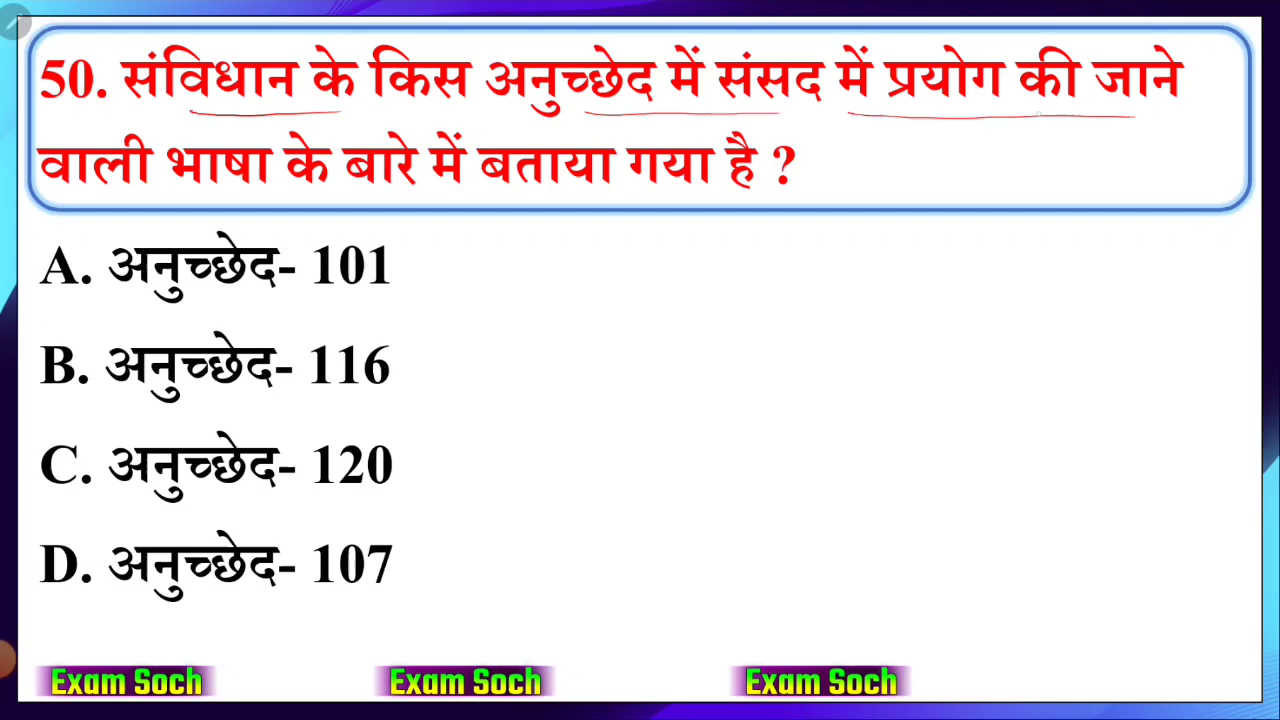 50. संविधान के किस अनुच्छेद में संसद में प्रयोग की जाने
वाली भाषा के बारे में बताया गया है ?
A. अनुच्छेद- 101
B. अनुच्छेद- 116
C. अनुच्छेद- 120
D. अनुच्छेद- 107
Exam Soch Exam Soch Exam Soch